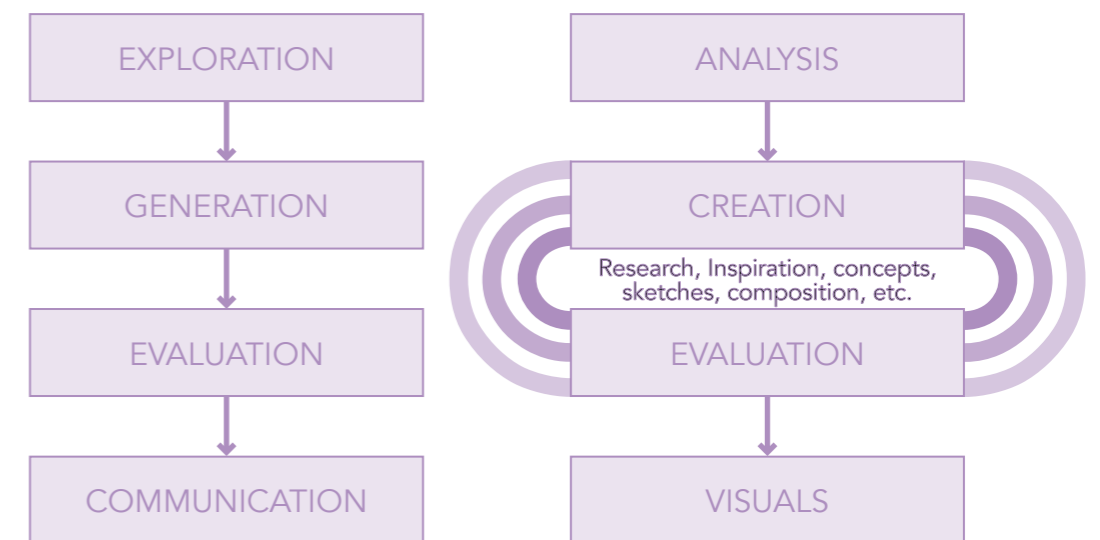 EXPLORATION
GENERATION
EVALUATION
COMMUNICATION
ANALYSIS
CREATION
Research, Inspiration, concepts,
sketches, composition, etc.
EVALUATION
VISUALS